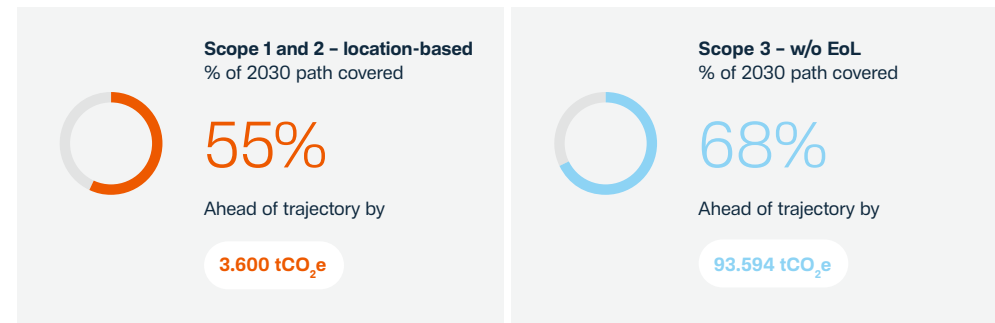 Scope 1 and 2 – location-based
% of 2030 path covered
55%
Ahead of trajectory by
3.600 tCO₂e
Scope 3 – w/o EoL
% of 2030 path covered
68%
Ahead of trajectory by
93.594 tCO₂e